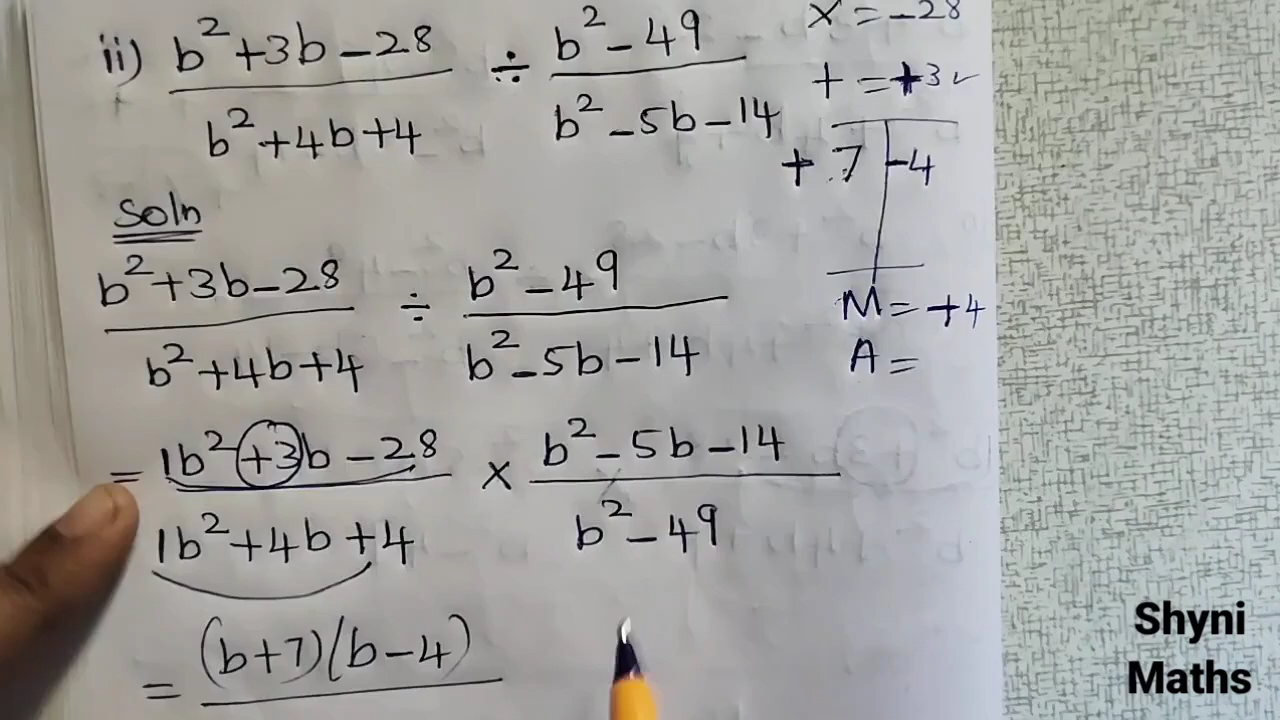 ii) b²+3b-28 / b²+4b+4 ÷ b²-49 / b²-5b-14
x = -28
+ = +3 ✓
+7 | -4
M = +4
A =
Soln
b²+3b-28 / b²+4b+4 ÷ b²-49 / b²-5b-14
= 1b²+3b-28 / 1b²+4b+4 × b²-5b-14 / b²-49
= (b+7)(b-4)
Shyni
Maths